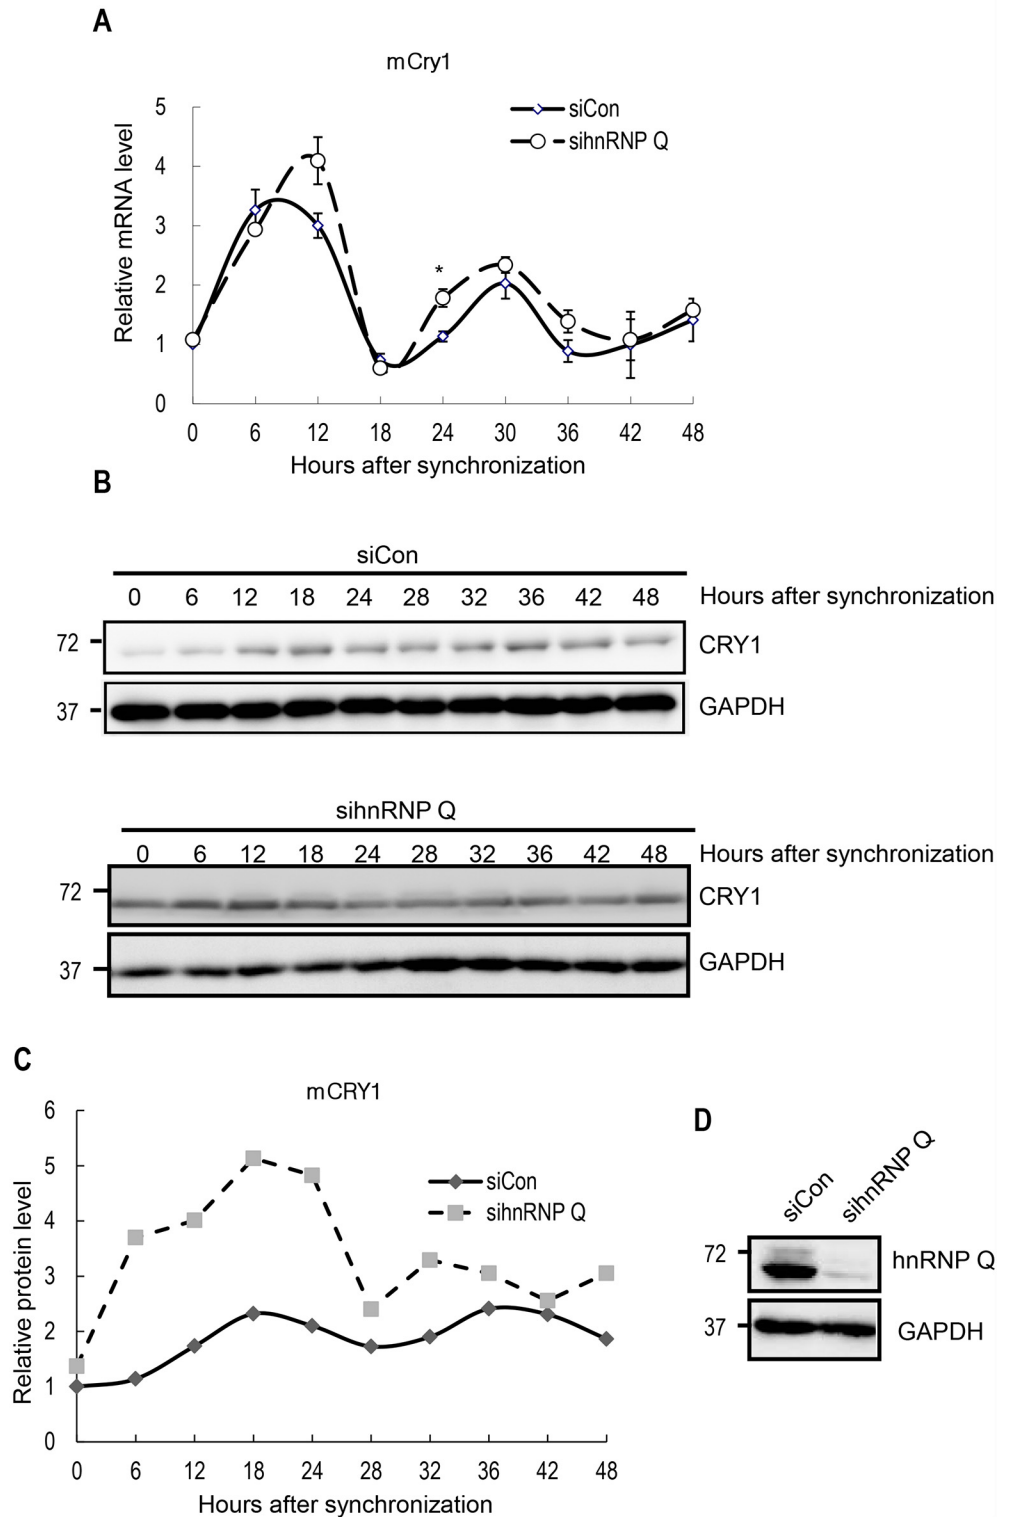 A
mCry1
siCon
sihnRNP Q
Relative mRNA level
5
4
3
2
1
0
*
0 6 12 18 24 30 36 42 48
Hours after synchronization
B
siCon
0 6 12 18 24 28 32 36 42 48 Hours after synchronization
72 CRY1
37 GAPDH
sihnRNP Q
0 6 12 18 24 28 32 36 42 48 Hours after synchronization
72 CRY1
37 GAPDH
C
mCRY1
siCon
sihnRNP Q
Relative protein level
6
5
4
3
2
1
0
0 6 12 18 24 28 32 36 42 48
Hours after synchronization
D
siCon sihnRNP Q
72 hnRNP Q
37 GAPDH